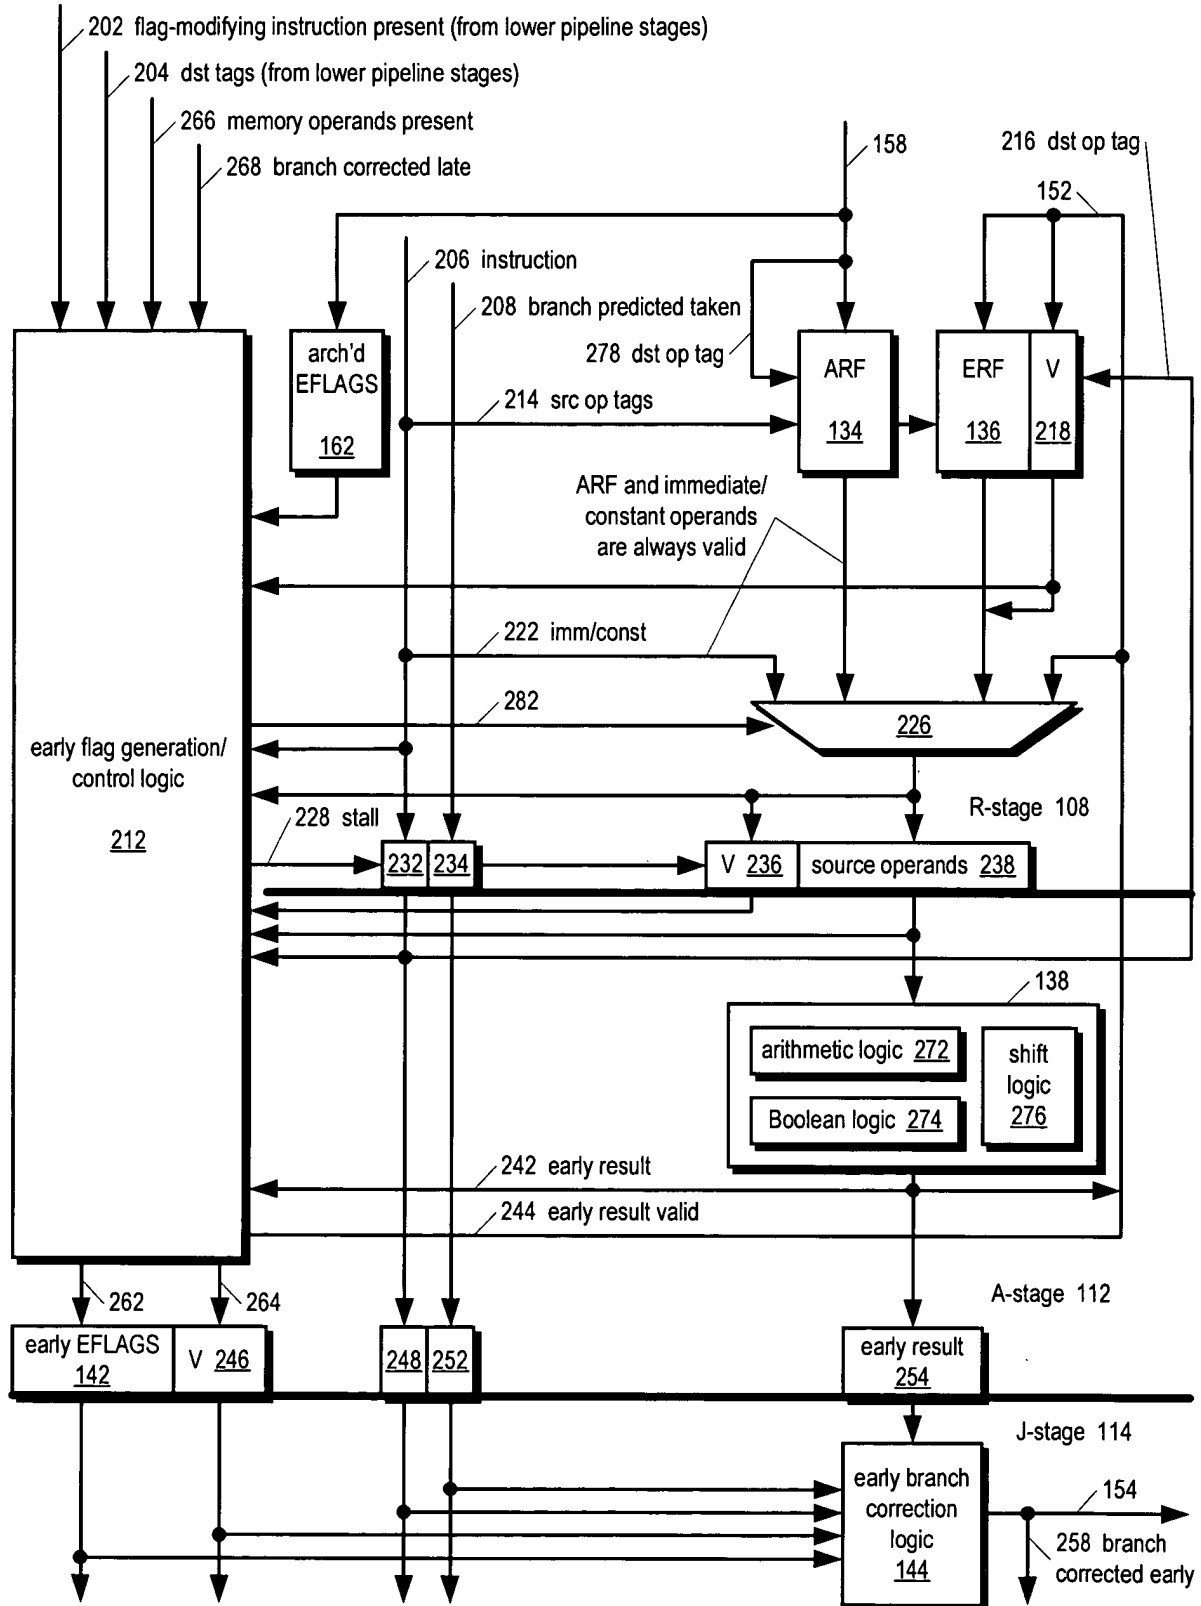 202 flag-modifying instruction present (from lower pipeline stages)
204 dst tags (from lower pipeline stages)
266 memory operands present
268 branch corrected late
158
216 dst op tag
152
206 instruction
208 branch predicted taken
278 dst op tag
arch'd
EFLAGS
162
214 src op tags
ARF
134
ERF
136
V
218
ARF and immediate/
constant operands
are always valid
222 imm/const
282
226
early flag generation/
control logic
212
R-stage 108
228 stall
232
234
V 236
source operands 238
138
arithmetic logic 272
Boolean logic 274
shift
logic
276
242 early result
244 early result valid
262
264
A-stage 112
early EFLAGS
142
V 246
248
252
early result
254
J-stage 114
early branch
correction
logic
144
154
258 branch
corrected early